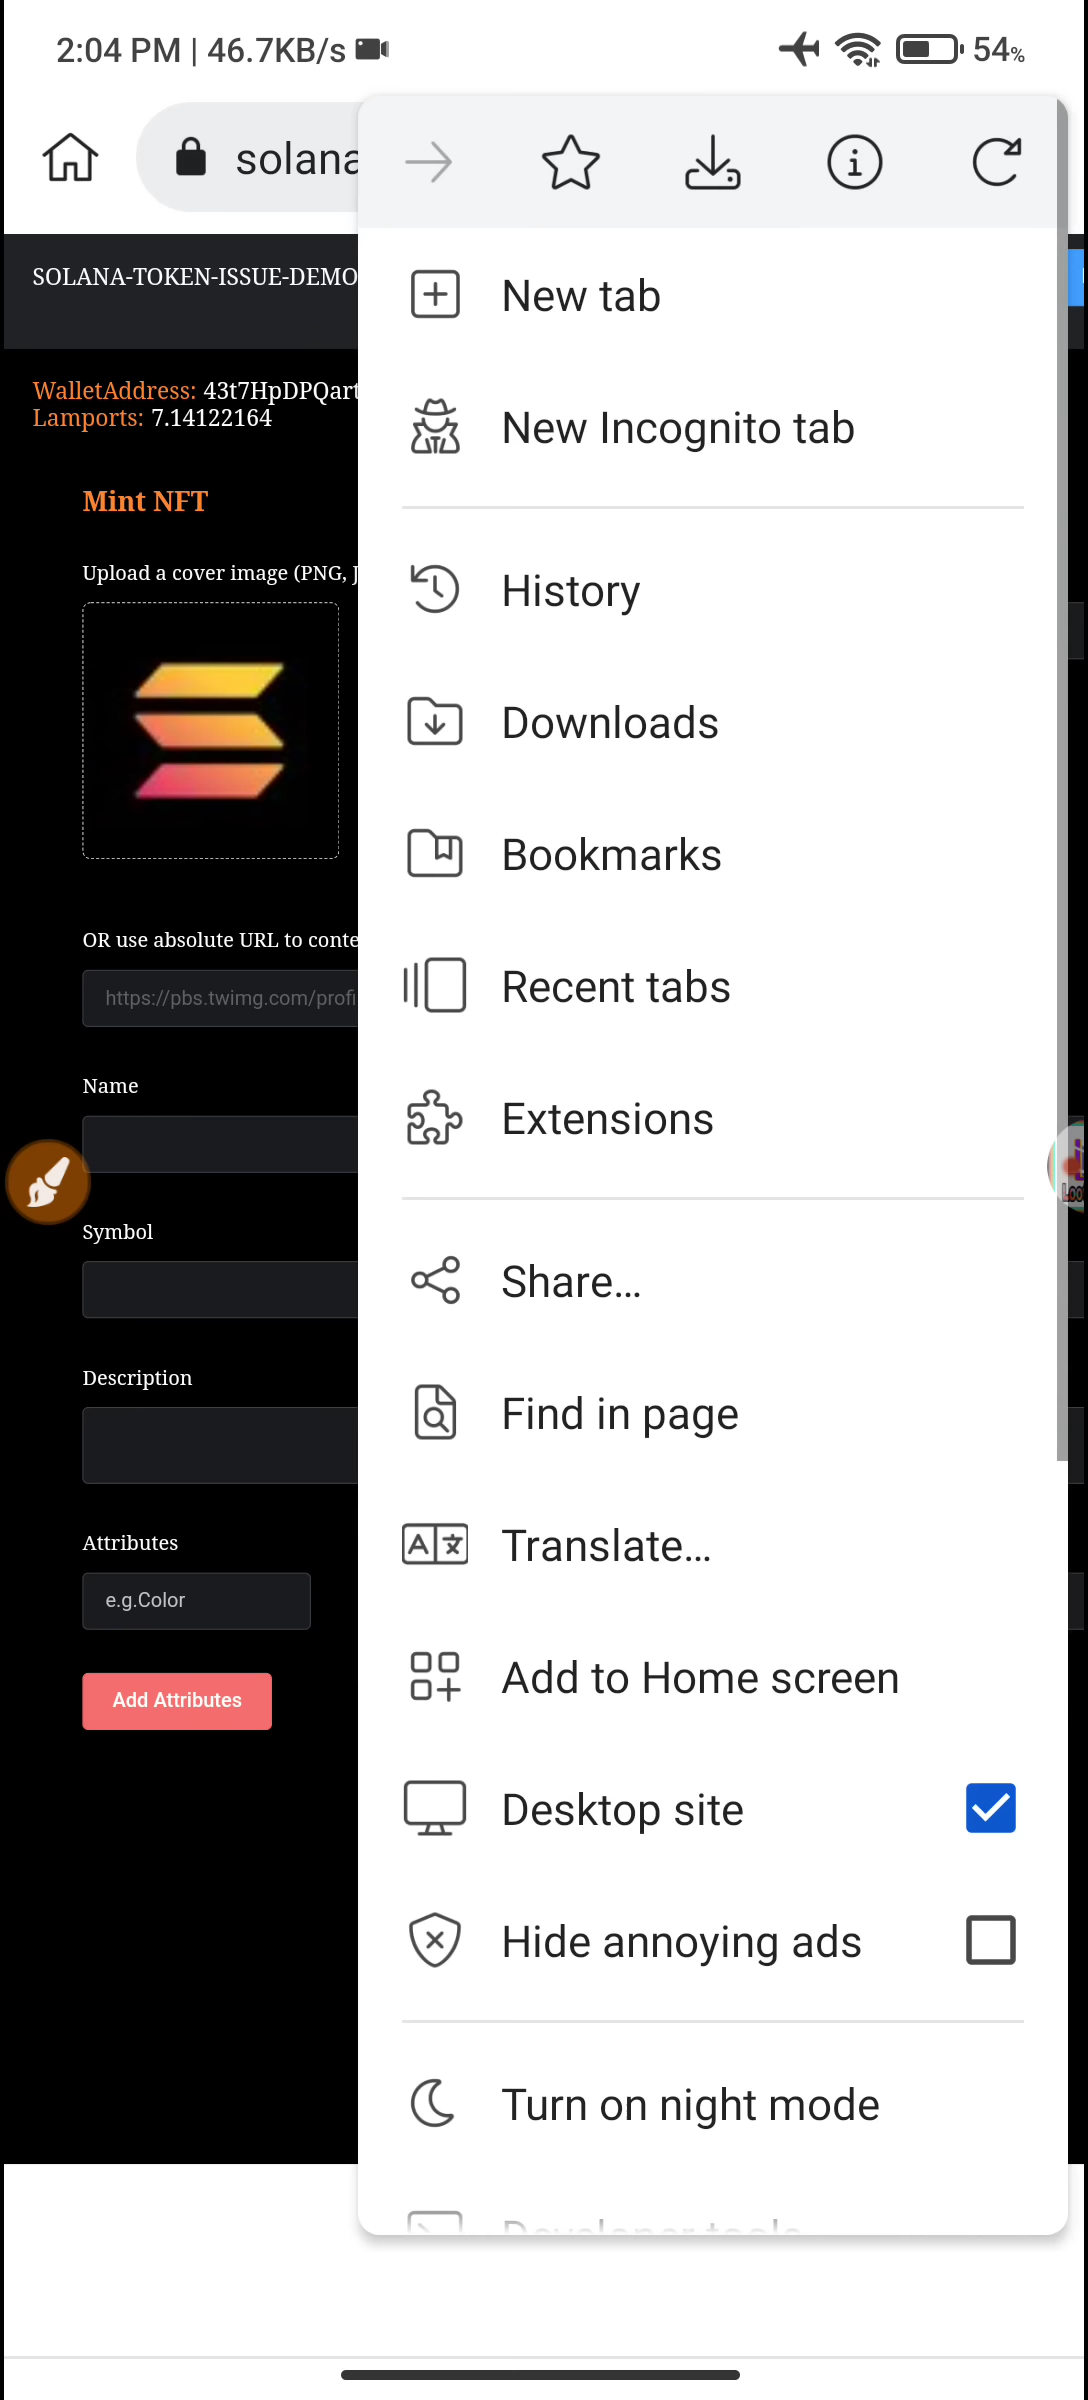 2:04 PM | 46.7KB/s
54%
solana
SOLANA-TOKEN-ISSUE-DEMO
WalletAddress: 43t7HpDPQart
Lamports: 7.14122164
Mint NFT
Upload a cover image (PNG, J
OR use absolute URL to conte
https://pbs.twimg.com/profi
Name
Symbol
Description
Attributes
e.g.Color
Add Attributes
New tab
New Incognito tab
History
Downloads
Bookmarks
Recent tabs
Extensions
Share...
Find in page
Translate...
Add to Home screen
Desktop site
Hide annoying ads
Turn on night mode
Developer tools